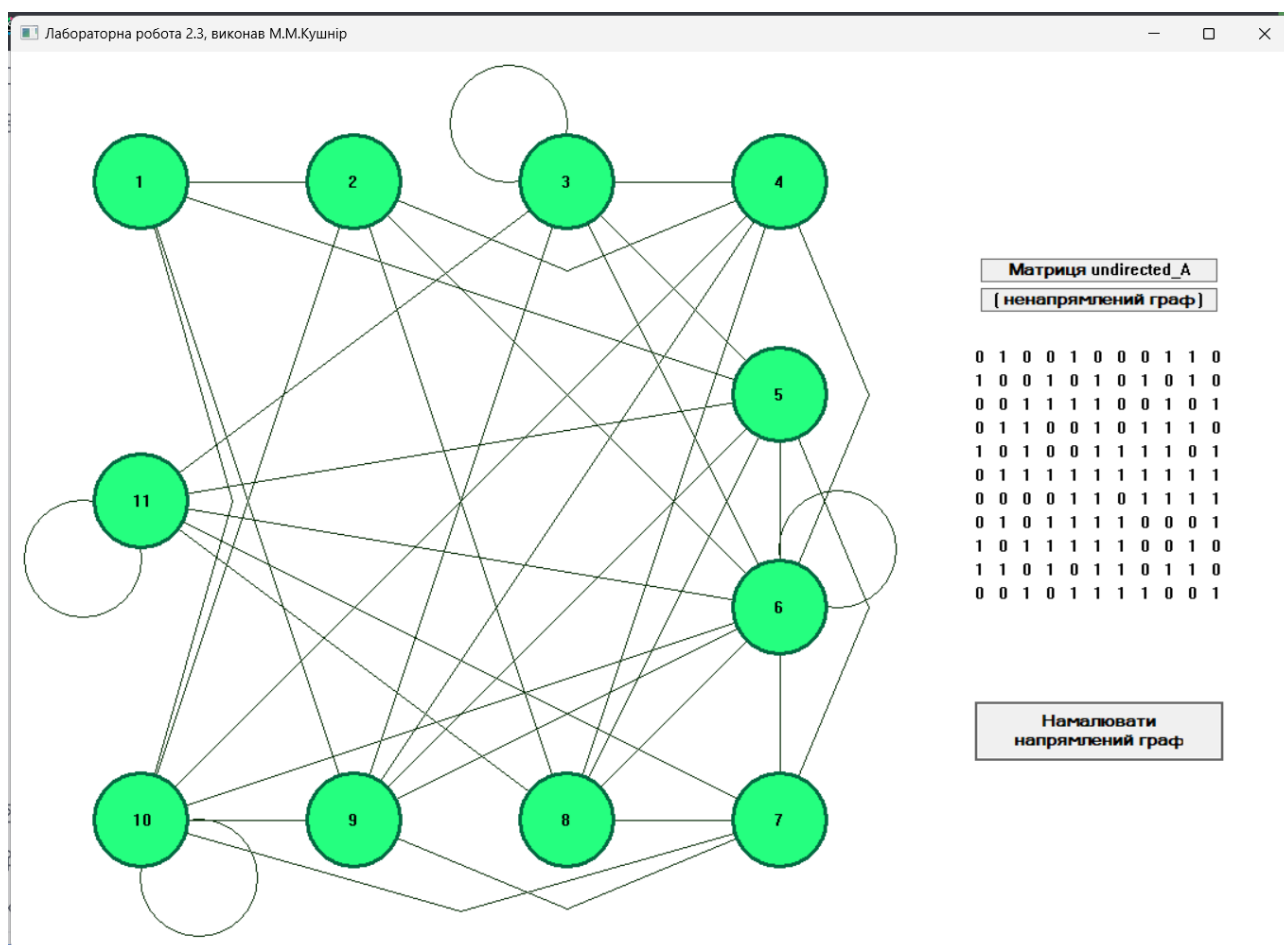 Лабораторна робота 2.3, виконав М.М.Кушнір
1 2 3 4
5
11
6
10 9 8 7
Матриця undirected_A
( ненапрямлений граф )
0 1 0 0 1 0 0 0 1 1 0
1 0 0 1 0 1 0 1 0 1 0
0 0 1 1 1 1 0 0 1 0 1
0 1 1 0 0 1 0 1 1 1 0
1 0 1 0 0 1 1 1 1 0 1
0 1 1 1 1 1 1 1 1 1 1
0 0 0 0 1 1 0 1 1 1 1
0 1 0 1 1 1 1 0 0 0 1
1 0 1 1 1 1 1 0 0 1 0
1 1 0 1 0 1 1 0 1 1 0
0 0 1 0 1 1 1 1 0 0 1
Намалювати
напрямлений граф